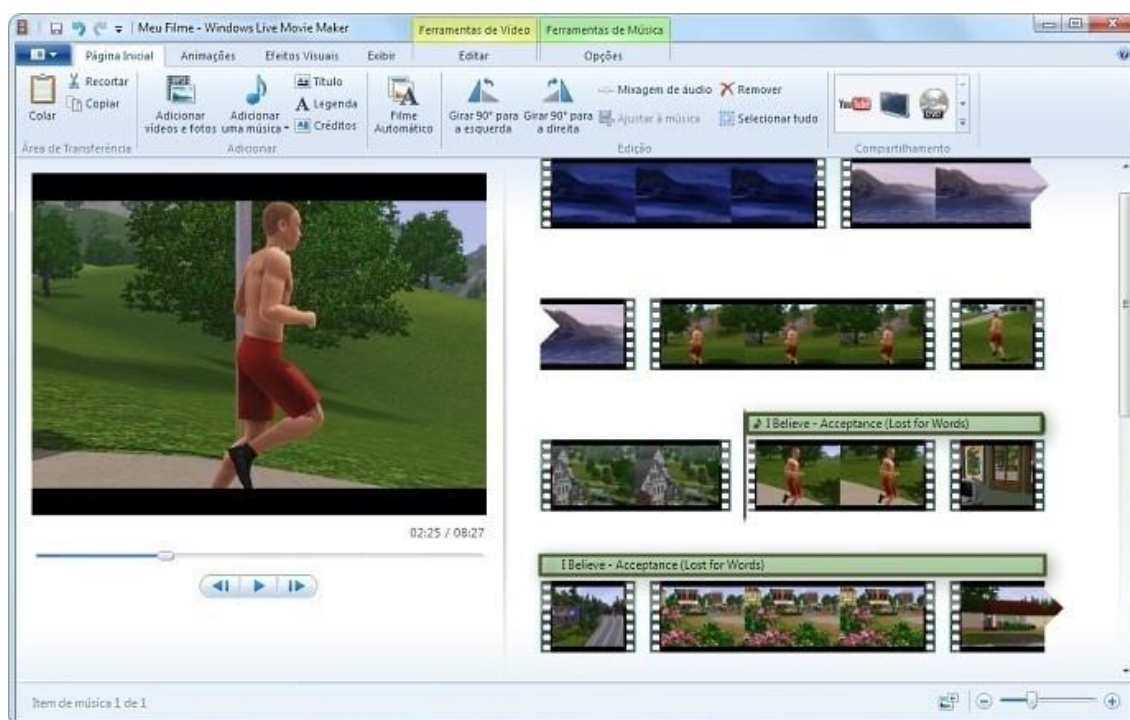 Meu Filme - Windows Live Movie Maker
Ferramentas de Vídeo
Ferramentas de Música
Página Inicial
Animações
Efeitos Visuais
Exibir
Editar
Opções
Colar
Recortar
Copiar
Área de Transferência
Adicionar vídeos e fotos
Adicionar uma música
Título
Legenda
Créditos
Adicionar
Filme Automático
Girar 90° para a esquerda
Girar 90° para a direita
Mixagem de áudio
Ajustar à música
Remover
Selecionar tudo
Edição
YouTube
DVD
Compartilhamento
I Believe - Acceptance (Lost for Words)
02:25 / 08:27
I Believe - Acceptance (Lost for Words)
Item de música 1 de 1